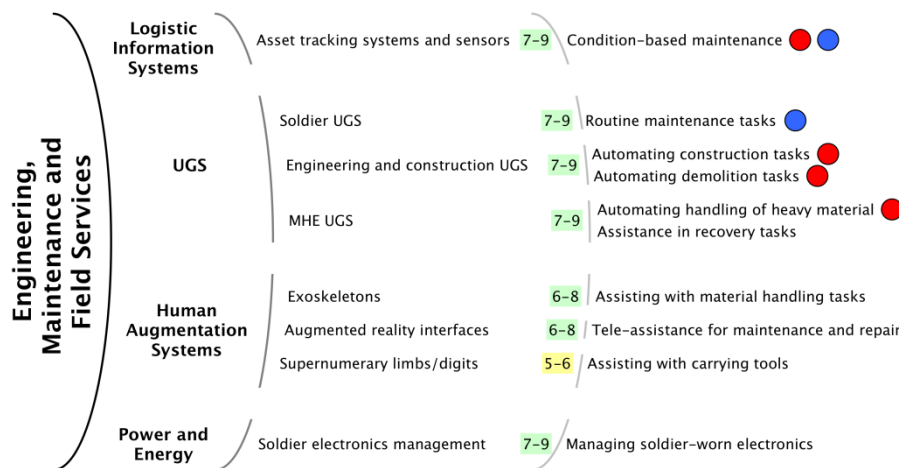 Engineering,
Maintenance and
Field Services
Logistic
Information
Systems
Asset tracking systems and sensors 7-9 Condition-based maintenance
UGS
Soldier UGS 7-9 Routine maintenance tasks
Engineering and construction UGS 7-9 Automating construction tasks
Automating demolition tasks
MHE UGS 7-9 Automating handling of heavy material
Assistance in recovery tasks
Human
Augmentation
Systems
Exoskeletons 6-8 Assisting with material handling tasks
Augmented reality interfaces 6-8 Tele-assistance for maintenance and repair
Supernumerary limbs/digits 5-6 Assisting with carrying tools
Power and
Energy
Soldier electronics management 7-9 Managing soldier-worn electronics